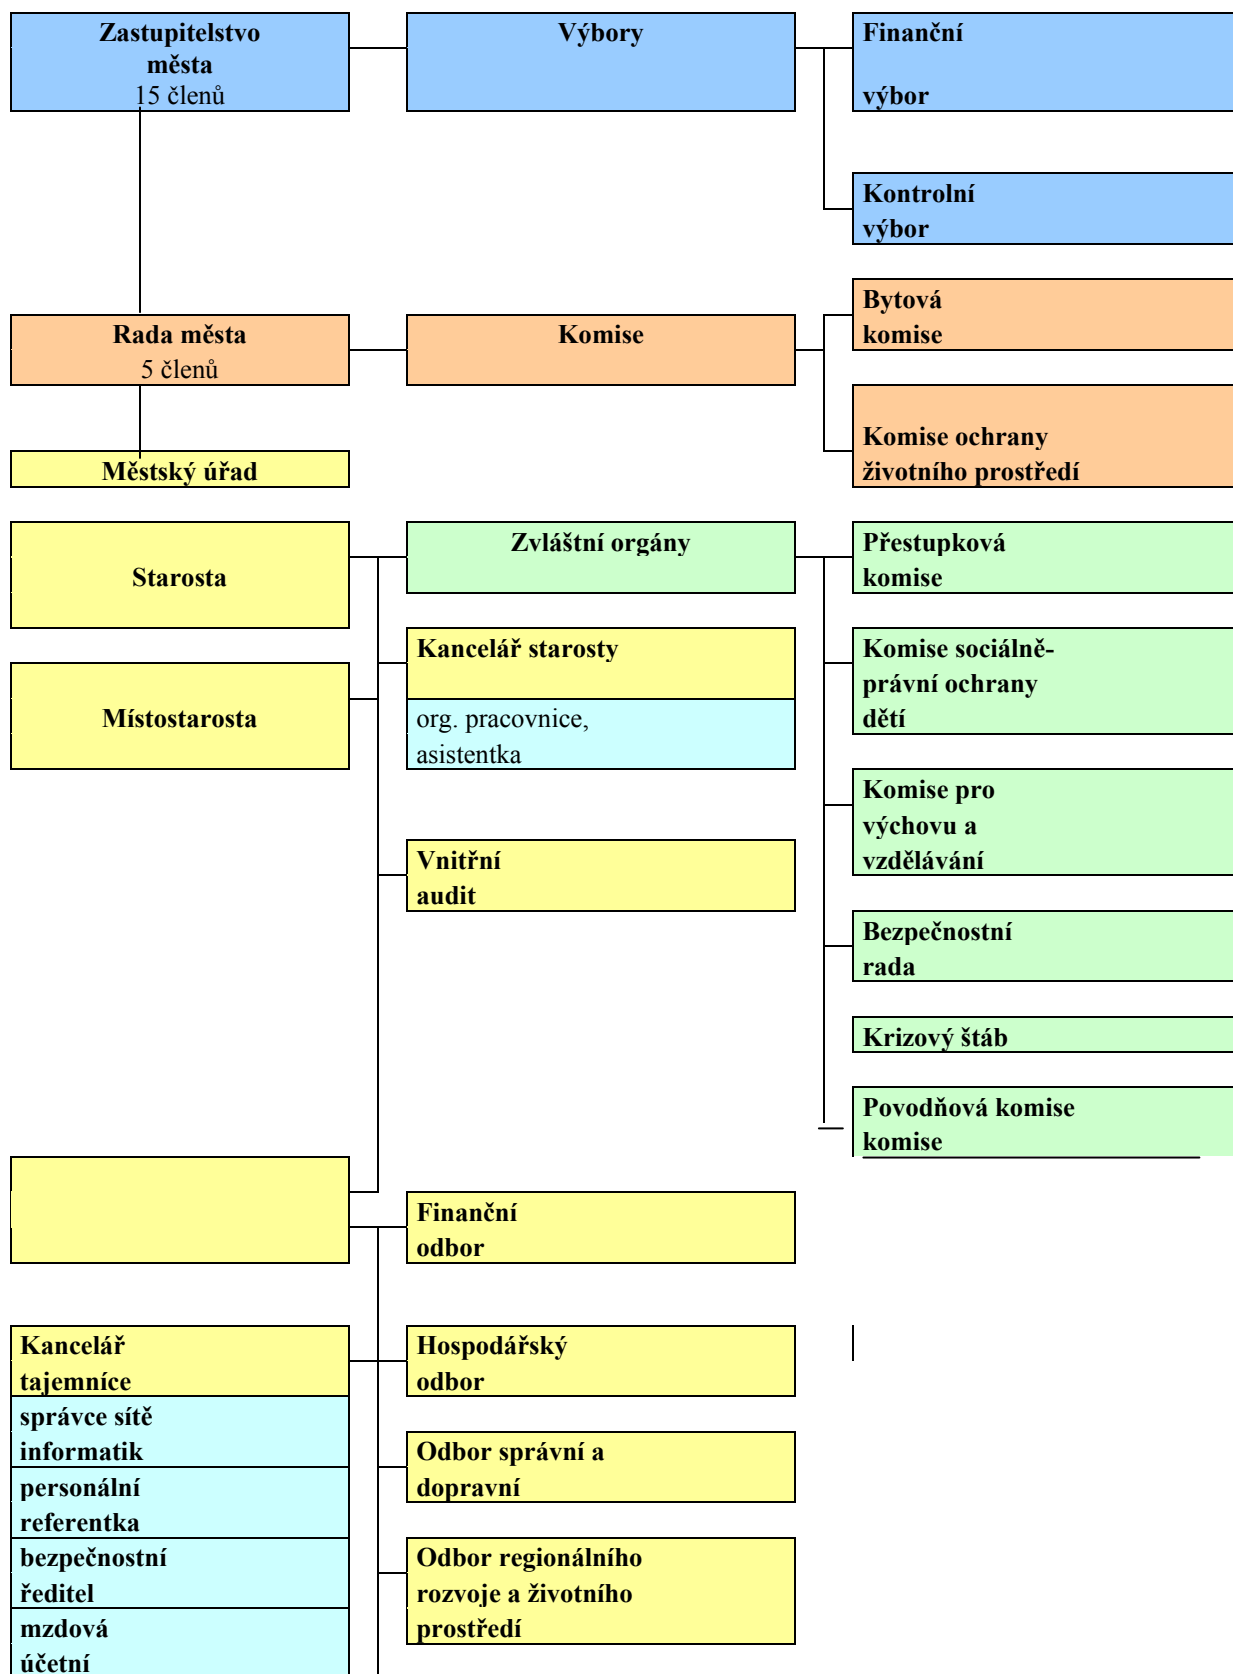 Zastupitelstvo
města
15 členů
Výbory
Finanční
výbor
Kontrolní
výbor
Rada města
5 členů
Komise
Bytová
komise
Komise ochrany
životního prostředí
Městský úřad
Starosta
Zvláštní orgány
Přestupková
komise
Místostarosta
Kancelář starosty
org. pracovnice,
asistentka
Komise sociálně-
právní ochrany
dětí
Komise pro
výchovu a
vzdělávání
Vnitřní
audit
Bezpečnostní
rada
Krizový štáb
Povodňová komise
komise
Finanční
odbor
Kancelář
tajemníce
správce sítě
informatik
personální
referentka
bezpečnostní
ředitel
mzdová
účetní
Hospodářský
odbor
Odbor správní a
dopravní
Odbor regionálního
rozvoje a životního
prostředí